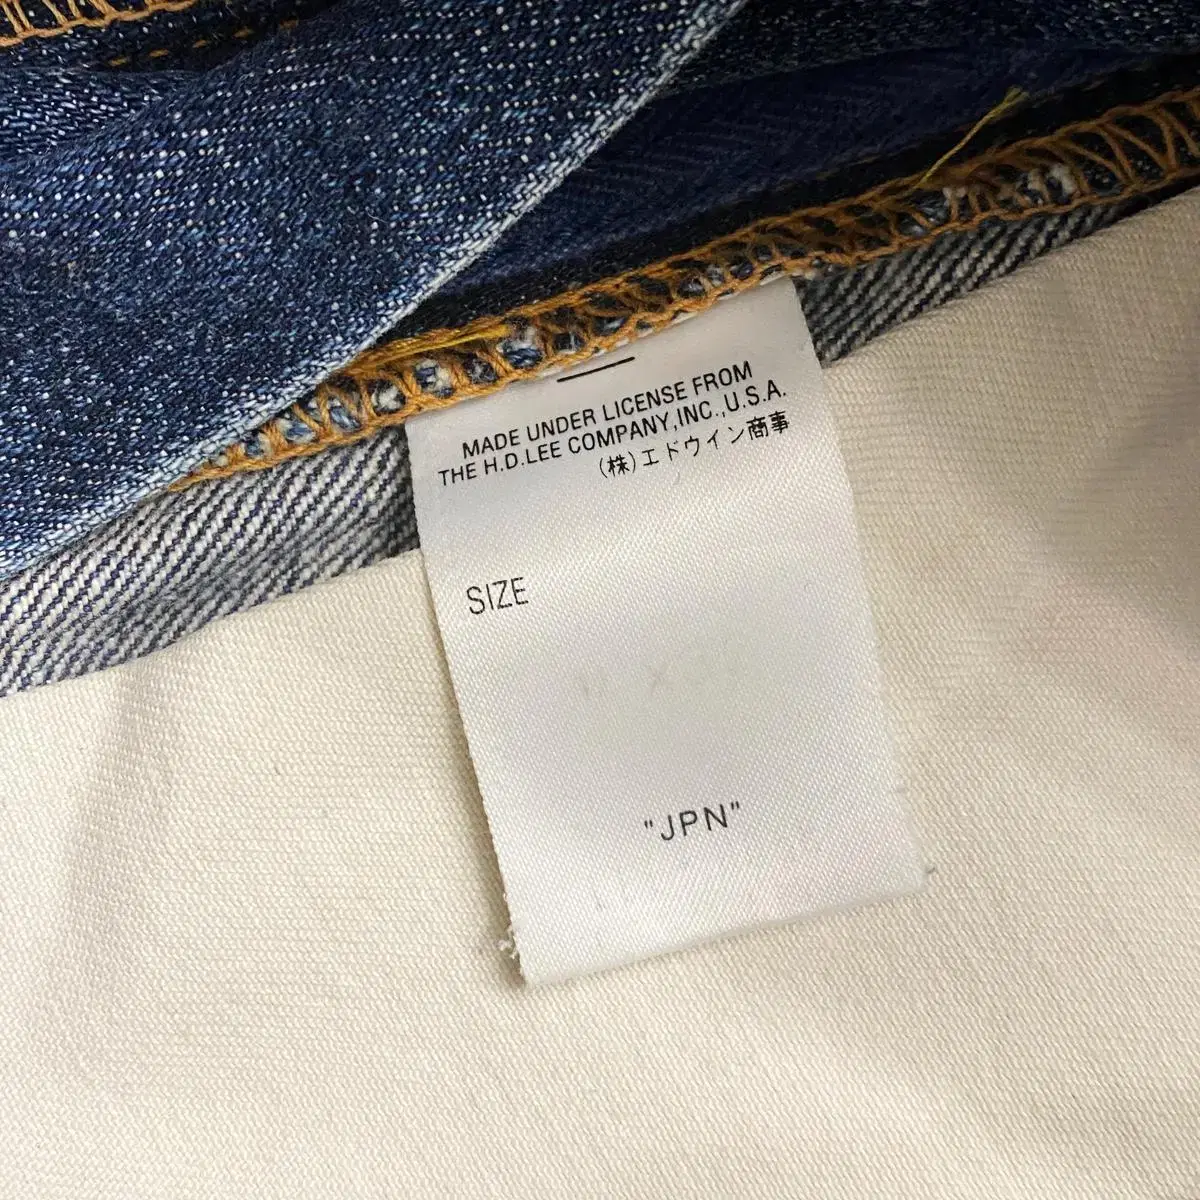 MADE UNDER LICENSE FROM
THE H.D.LEE COMPANY,INC.,U.S.A.
(株)エドウイン商事
SIZE
"JPN"